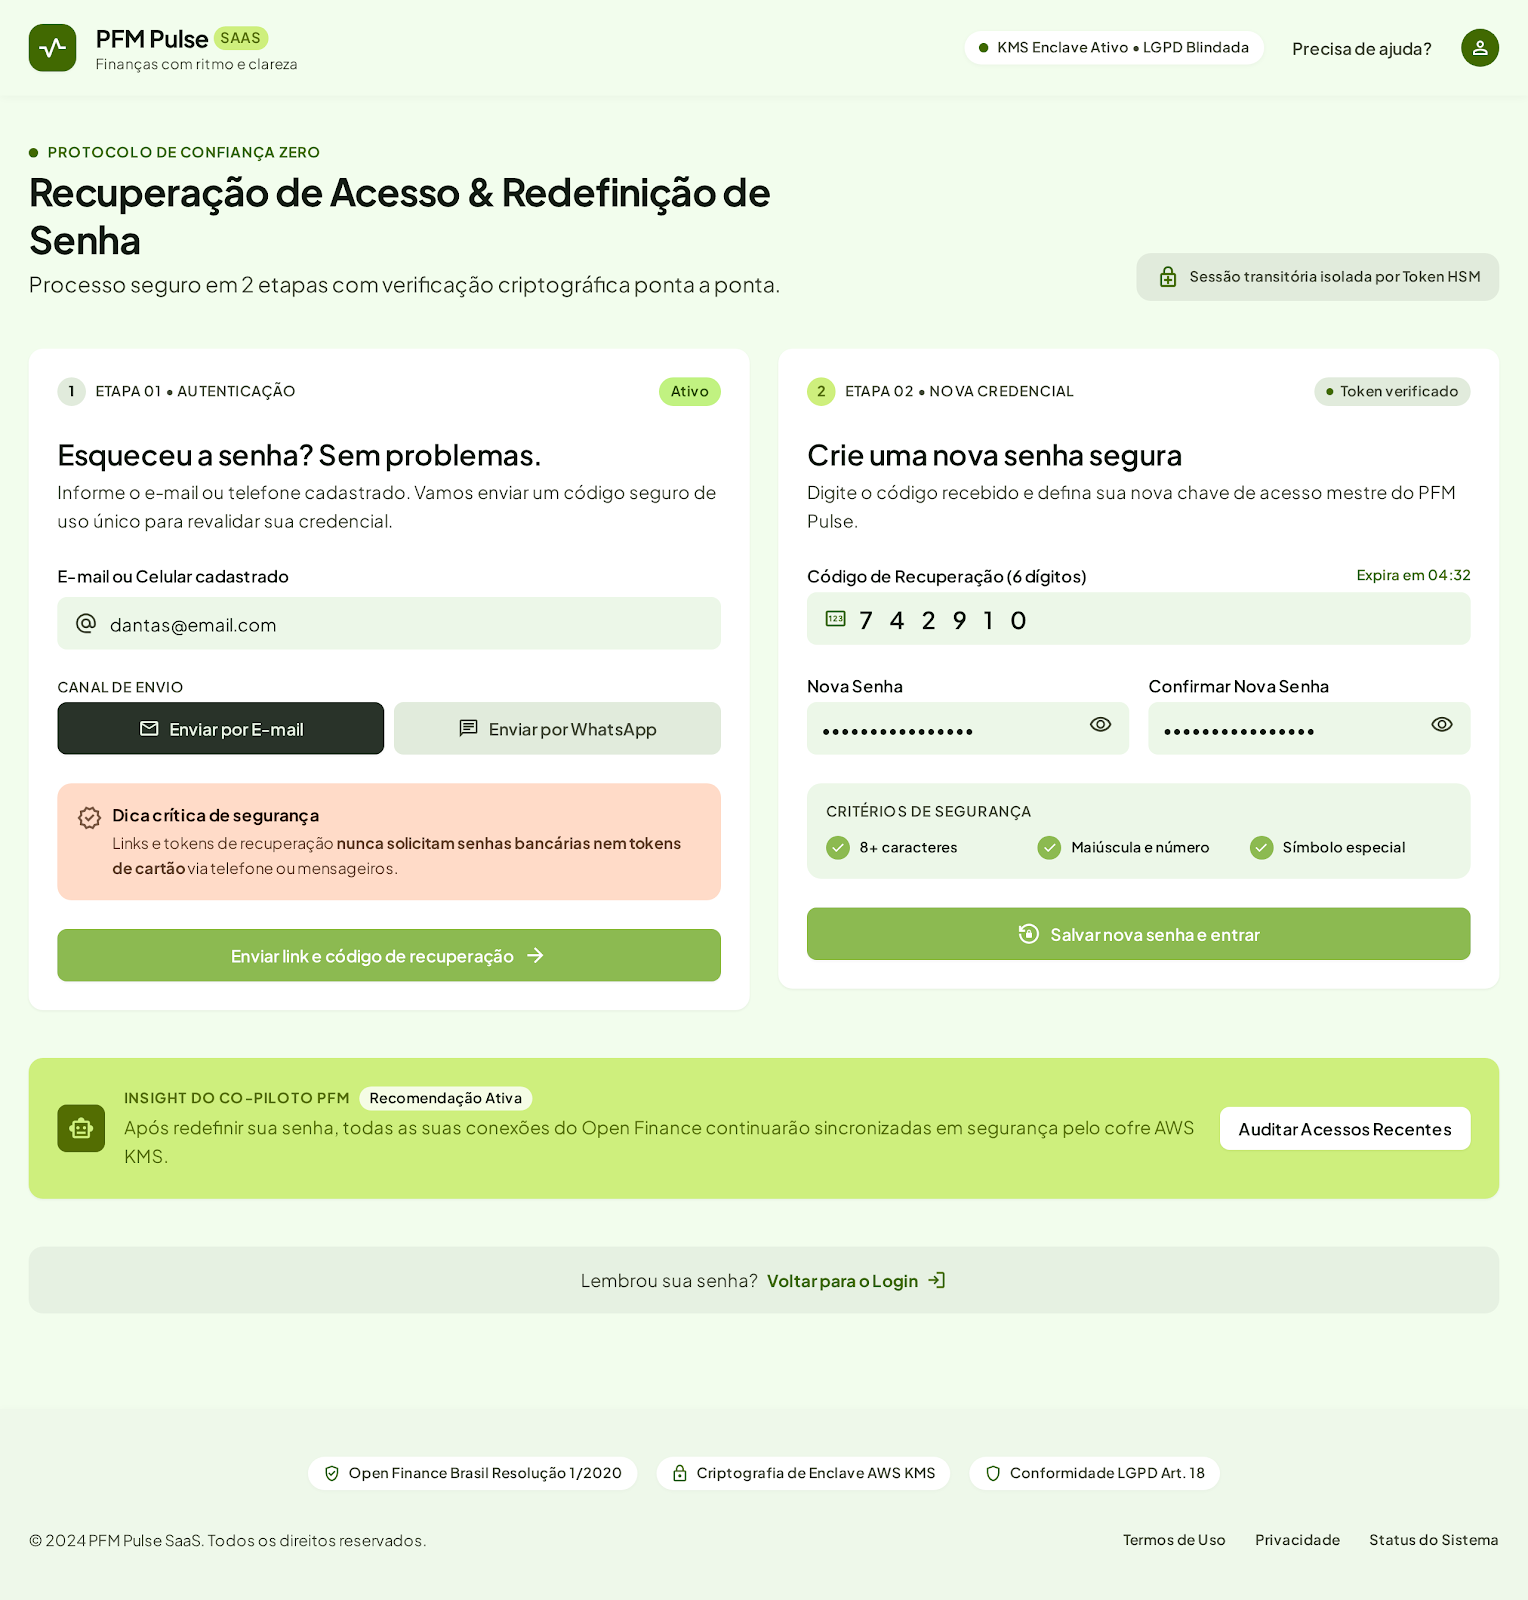 PFM Pulse SAAS
Finanças com ritmo e clareza
KMS Enclave Ativo • LGPD Blindada
Precisa de ajuda?
PROTOCOLO DE CONFIANÇA ZERO
Recuperação de Acesso & Redefinição de
Senha
Processo seguro em 2 etapas com verificação criptográfica ponta a ponta.
Sessão transitória isolada por Token HSM
1 ETAPA 01 • AUTENTICAÇÃO
Ativo
Esqueceu a senha? Sem problemas.
Informe o e-mail ou telefone cadastrado. Vamos enviar um código seguro de
uso único para revalidar sua credencial.
E-mail ou Celular cadastrado
dantas@email.com
CANAL DE ENVIO
Enviar por E-mail
Enviar por WhatsApp
Dica crítica de segurança
Links e tokens de recuperação nunca solicitam senhas bancárias nem tokens
de cartão via telefone ou mensageiros.
Enviar link e código de recuperação
2 ETAPA 02 • NOVA CREDENCIAL
Token verificado
Crie uma nova senha segura
Digite o código recebido e defina sua nova chave de acesso mestre do PFM
Pulse.
Código de Recuperação (6 dígitos)
Expira em 04:32
123 7 4 2 9 1 0
Nova Senha
Confirmar Nova Senha
••••••••••••••••
••••••••••••••••
CRITÉRIOS DE SEGURANÇA
8+ caracteres
Maiúscula e número
Símbolo especial
Salvar nova senha e entrar
INSIGHT DO CO-PILOTO PFM
Recomendação Ativa
Após redefinir sua senha, todas as suas conexões do Open Finance continuarão sincronizadas em segurança pelo cofre AWS
KMS.
Auditar Acessos Recentes
Lembrou sua senha? Voltar para o Login
Open Finance Brasil Resolução 1/2020
Criptografia de Enclave AWS KMS
Conformidade LGPD Art. 18
© 2024 PFM Pulse SaaS. Todos os direitos reservados.
Termos de Uso
Privacidade
Status do Sistema